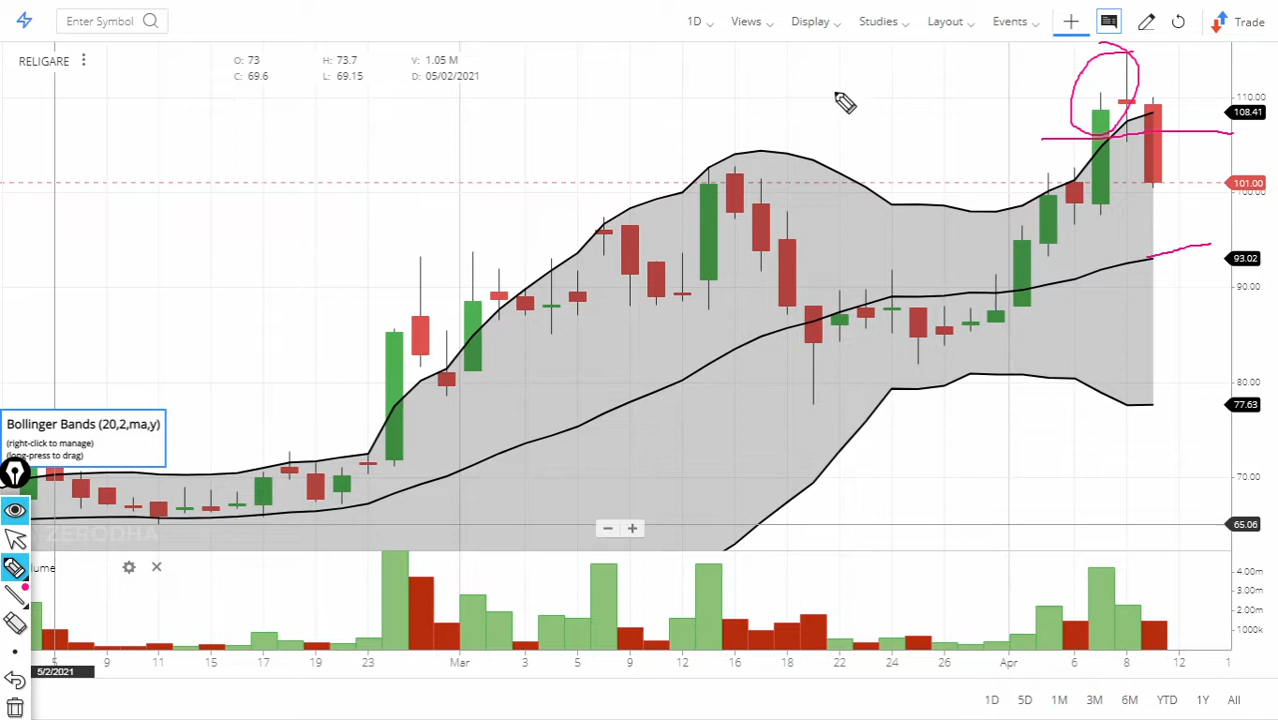 Enter Symbol
1D Views Display Studies Layout Events Trade
RELIGARE
O: 73 H: 73.7 V: 1.05 M
C: 69.6 L: 69.15 D: 05/02/2021
110.00
108.41
101.00
100.00
93.02
90.00
80.00
77.63
70.00
65.06
Bollinger Bands (20,2,ma,y)
(right-click to manage)
(long-press to drag)
ZERODHA
lume
4.00m
3.00m
2.00m
1000k
5 9 11 15 17 19 23 Mar 3 5 9 12 16 18 22 24 26 Apr 6 8 12 1
5/2/2021
1D 5D 1M 3M 6M YTD 1Y All